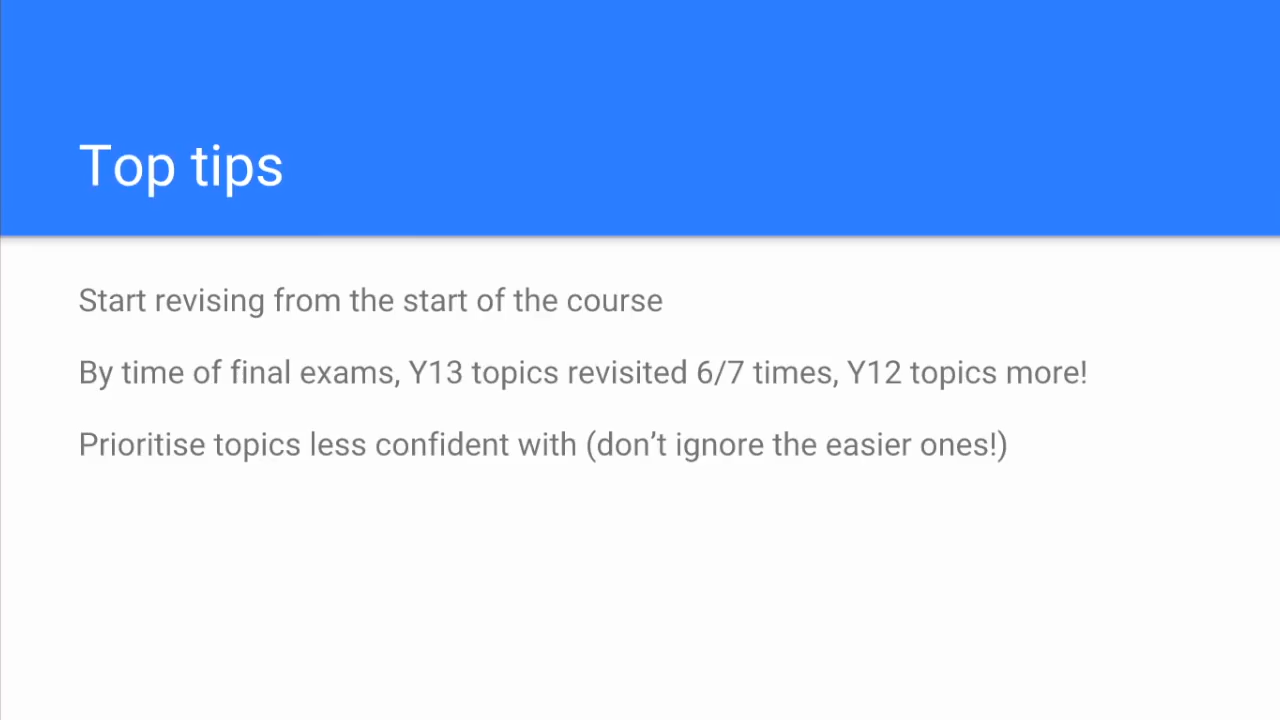 Top tips
Start revising from the start of the course
By time of final exams, Y13 topics revisited 6/7 times, Y12 topics more!
Prioritise topics less confident with (don’t ignore the easier ones!)